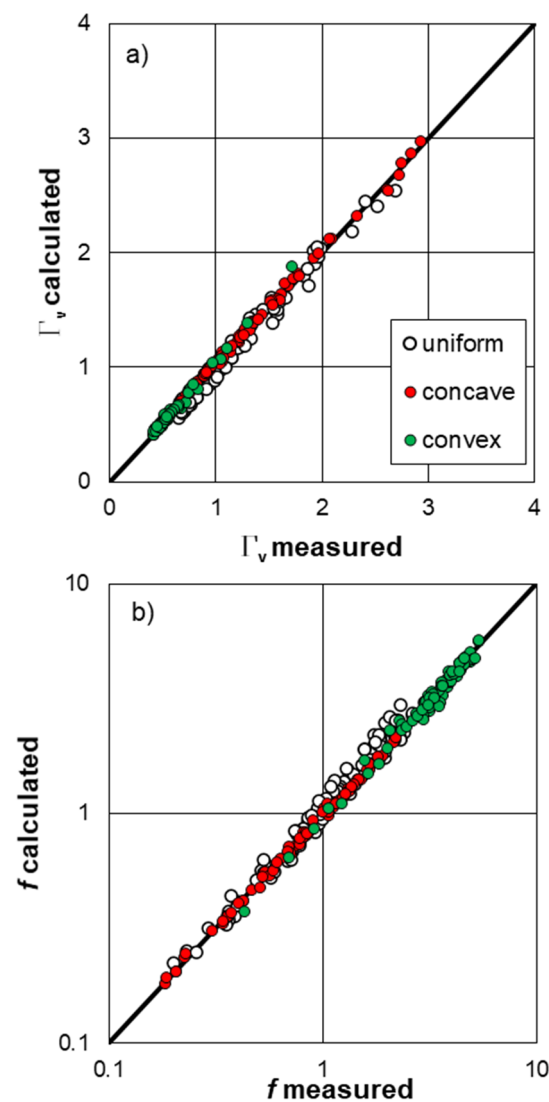 4
a)
3
Γv calculated
2
uniform
1
concave
convex
0
0 1 2 3 4
Γv measured
10
b)
f calculated
1
0.1
0.1 1 10
f measured